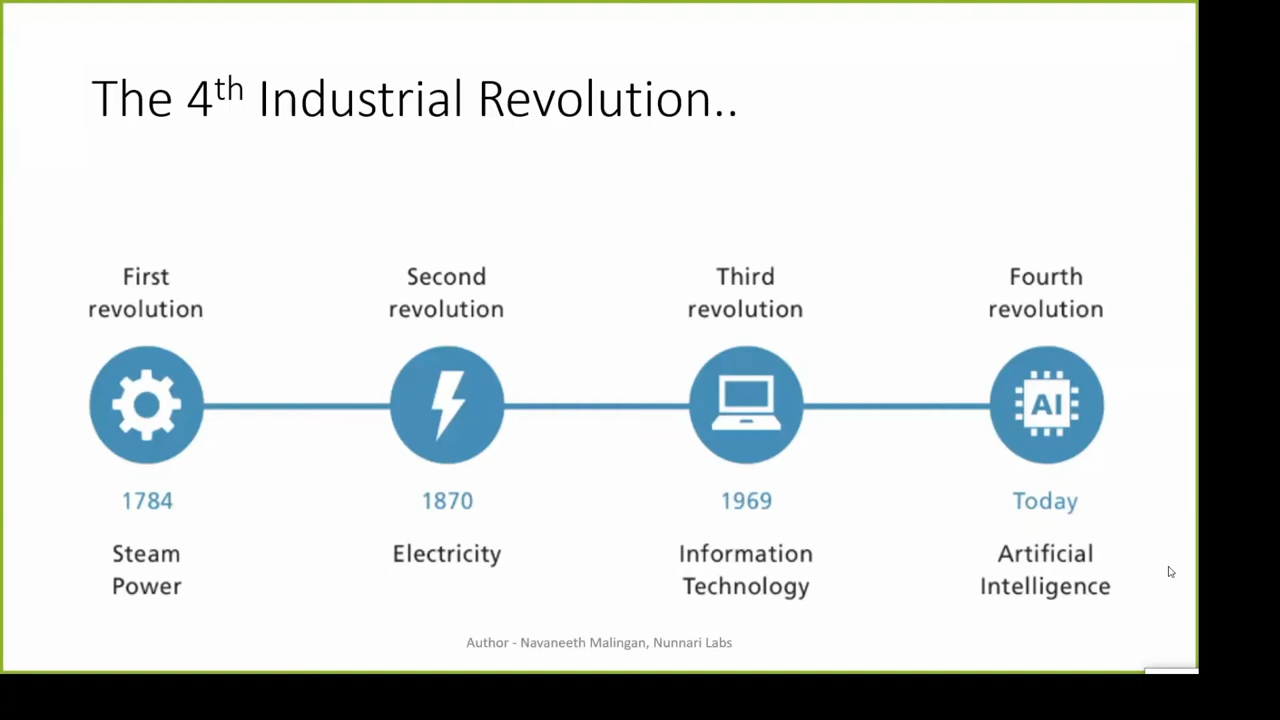 The 4th Industrial Revolution..
First
revolution
Second
revolution
Third
revolution
Fourth
revolution
AI
1784
1870
1969
Today
Steam
Power
Electricity
Information
Technology
Artificial
Intelligence
Author - Navaneeth Malingan, Nunnari Labs